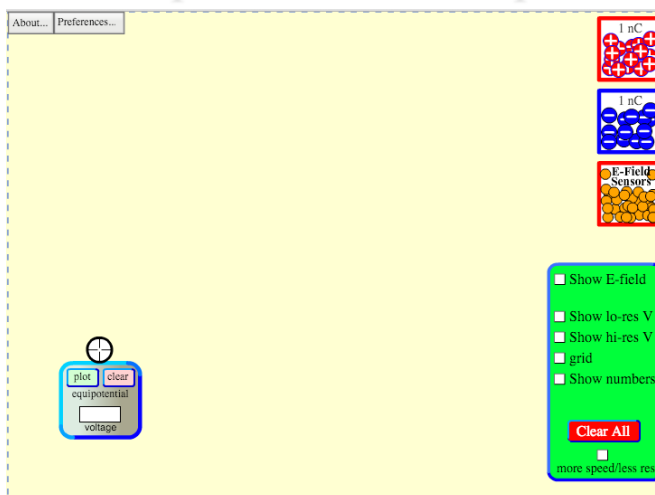 About... Preferences...
1 nC
1 nC
E-Field
Sensors
Show E-field
Show lo-res V
Show hi-res V
grid
Show numbers
plot clear
equipotential
voltage
Clear All
more speed/less res